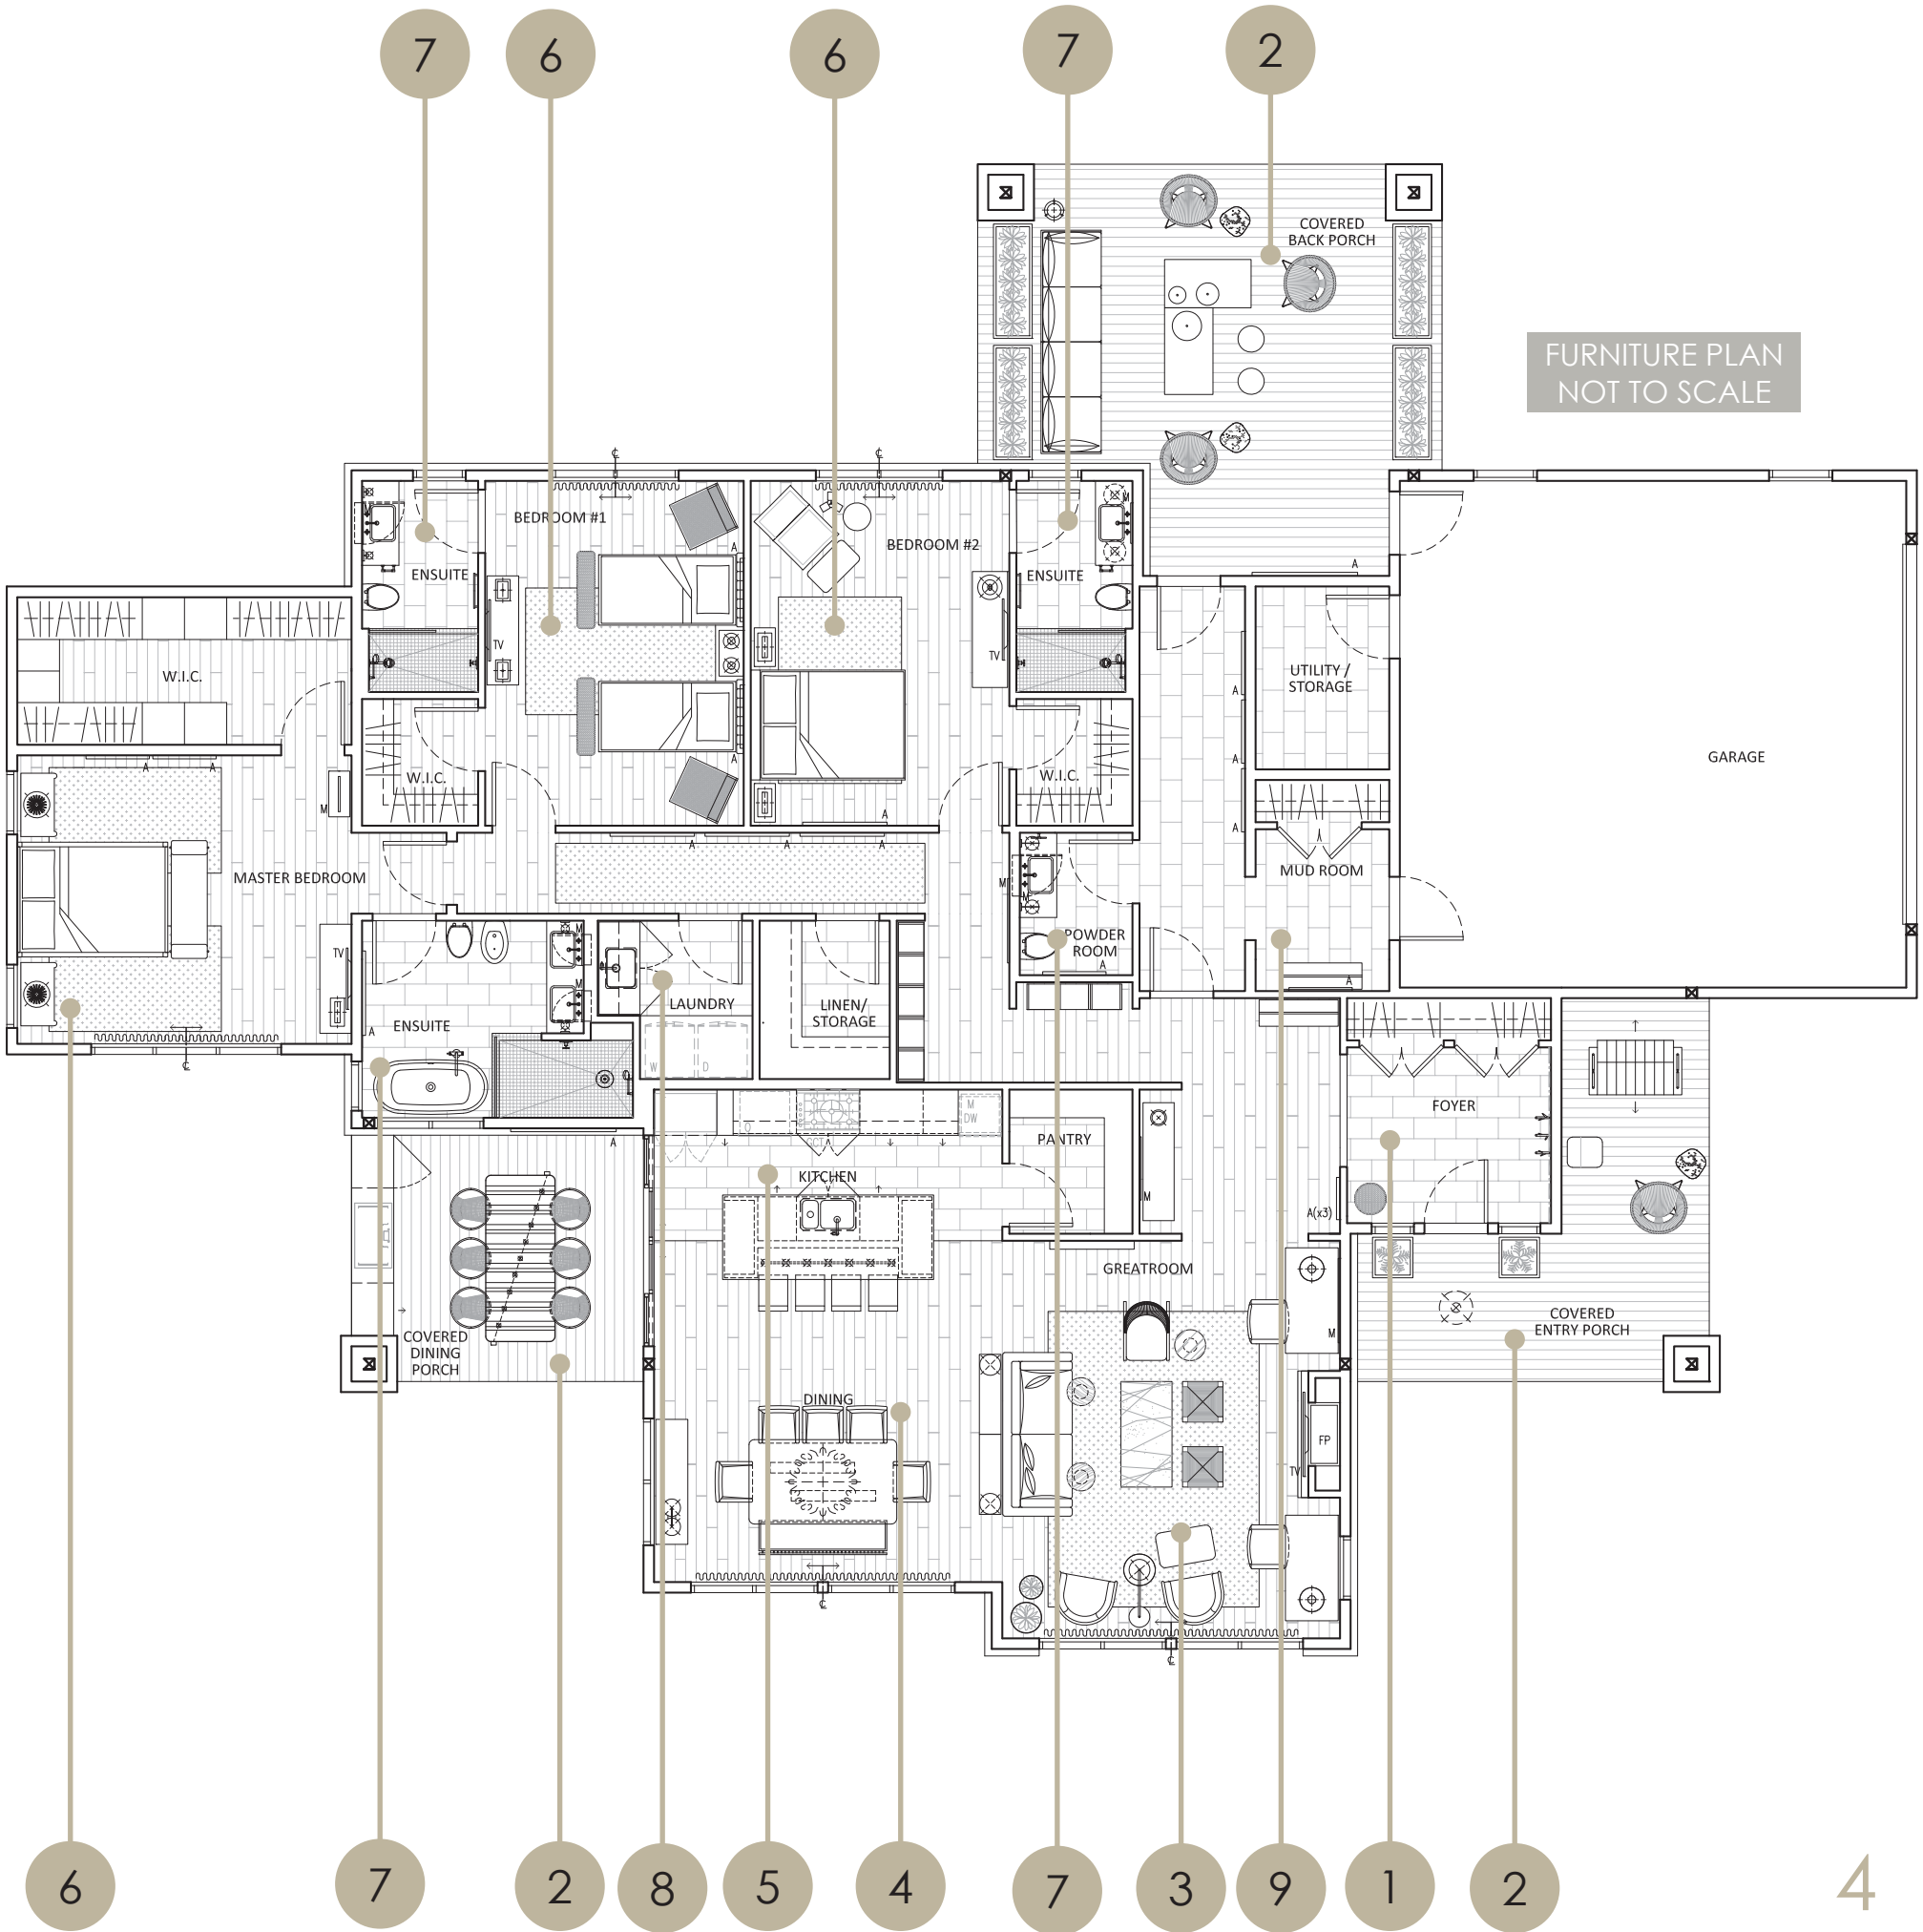 7
6
6
7
2
COVERED
BACK PORCH
FURNITURE PLAN
NOT TO SCALE
BEDROOM #1
BEDROOM #2
ENSUITE
ENSUITE
M
A
A
TV
TV
W.I.C.
UTILITY /
STORAGE
A
GARAGE
W.I.C.
W.I.C.
A
A
A
A
M
A
A
A
A
A
MASTER BEDROOM
MUD ROOM
M
M
POWDER
ROOM
A
A
TV
M
M
A
ENSUITE
LAUNDRY
LINEN/
STORAGE
W
D
FOYER
O
CCT
M
DW
PANTRY
A
KITCHEN
M
A(x3)
GREATROOM
COVERED
ENTRY PORCH
M
COVERED
DINING
PORCH
DINING
FP
TV
6
7
2
8
5
4
7
3
9
1
2
4